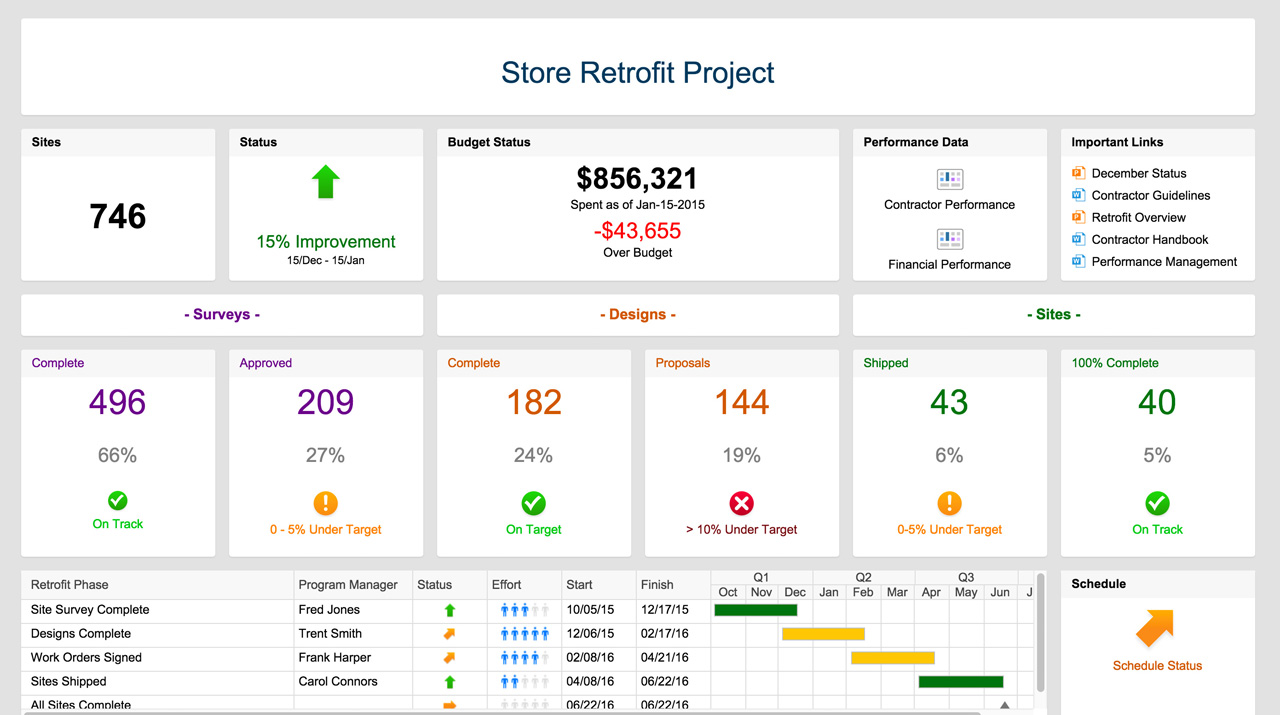 Store Retrofit Project
Sites
746
Status
15% Improvement
15/Dec - 15/Jan
Budget Status
$856,321
Spent as of Jan-15-2015
-$43,655
Over Budget
Performance Data
Contractor Performance
Financial Performance
Important Links
December Status
Contractor Guidelines
Retrofit Overview
Contractor Handbook
Performance Management
- Surveys -
- Designs -
- Sites -
Complete
496
66%
On Track
Approved
209
27%
0 - 5% Under Target
Complete
182
24%
On Target
Proposals
144
19%
> 10% Under Target
Shipped
43
6%
0-5% Under Target
100% Complete
40
5%
On Track
Retrofit Phase Program Manager Status Effort Start Finish
Q1 Q2 Q3
Oct Nov Dec Jan Feb Mar Apr May Jun J
Site Survey Complete Fred Jones 10/05/15 12/17/15
Designs Complete Trent Smith 12/06/15 02/17/16
Work Orders Signed Frank Harper 02/08/16 04/21/16
Sites Shipped Carol Connors 04/08/16 06/22/16
All Sites Complete 06/22/16 06/22/16
Schedule
Schedule Status